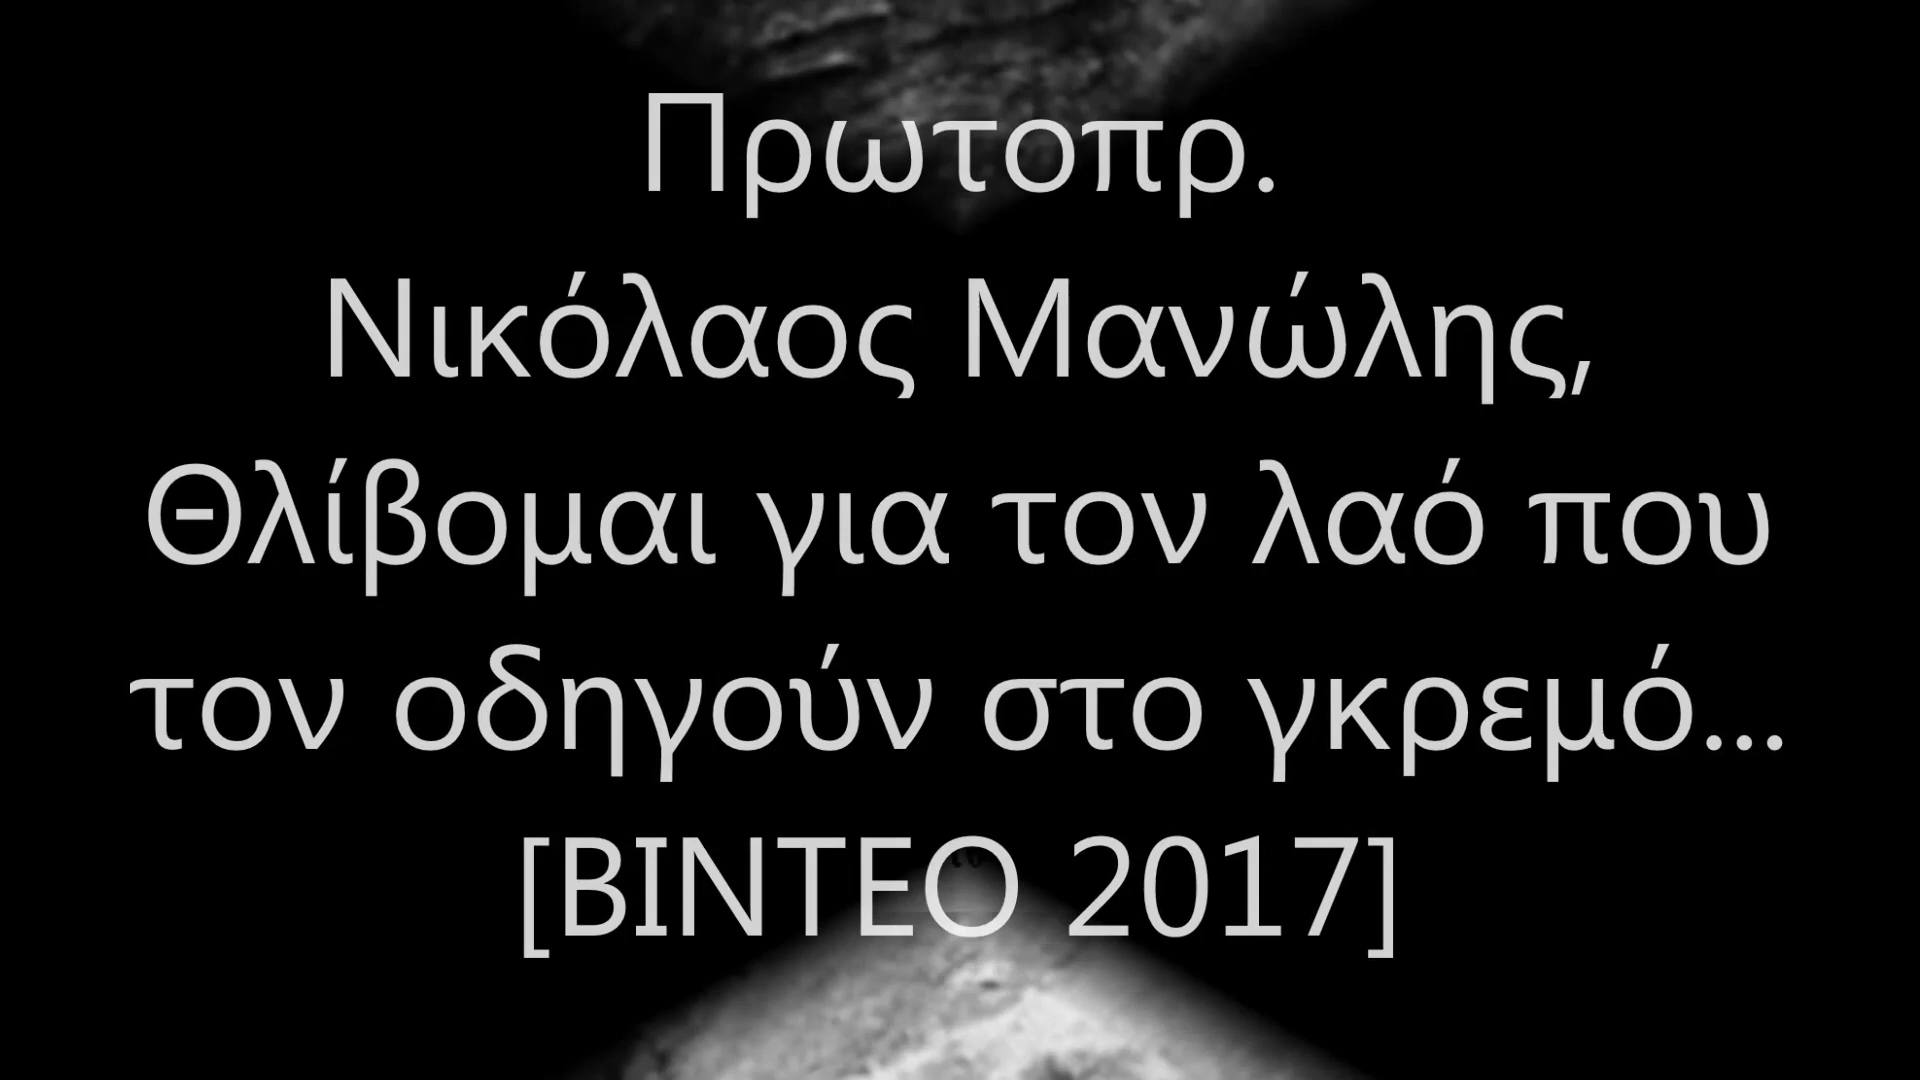 Πρωτοπρ.
Νικόλαος Μανώλης,
Θλίβομαι για τον λαό που
τον οδηγούν στο γκρεμό...
[ΒΙΝΤΕΟ 2017]